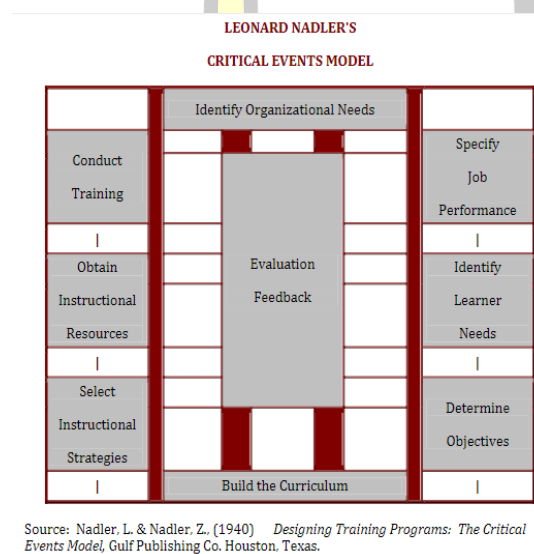 LEONARD NADLER'S
CRITICAL EVENTS MODEL
Identify Organizational Needs
Conduct
Training
|
Obtain
Instructional
Resources
|
Select
Instructional
Strategies
|
Evaluation
Feedback
Specify
Job
Performance
|
Identify
Learner
Needs
|
Determine
Objectives
|
Build the Curriculum
Source: Nadler, L. & Nadler, Z., (1940) Designing Training Programs: The Critical
Events Model, Gulf Publishing Co. Houston, Texas.